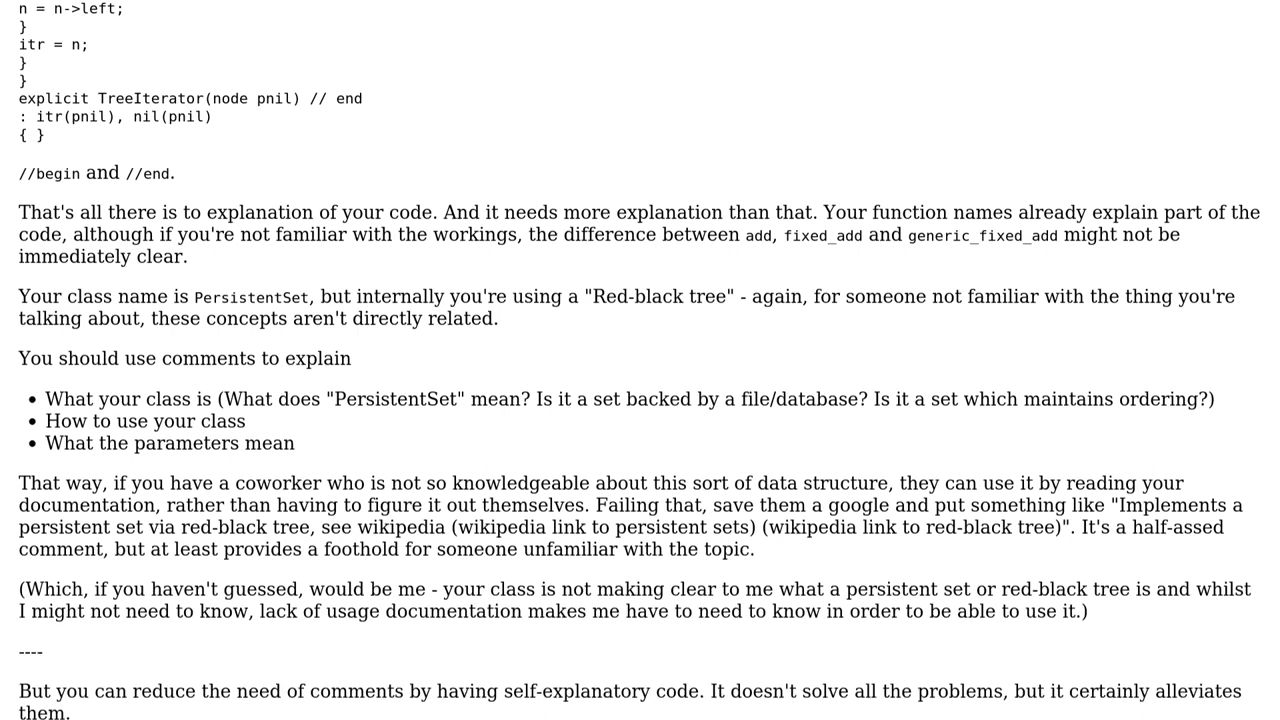 n = n->left;
}
itr = n;
}
}
explicit TreeIterator(node pnil) // end
: itr(pnil), nil(pnil)
{ }
//begin and //end.
That's all there is to explanation of your code. And it needs more explanation than that. Your function names already explain part of the
code, although if you're not familiar with the workings, the difference between add, fixed_add and generic_fixed_add might not be
immediately clear.
Your class name is PersistentSet, but internally you're using a "Red-black tree" - again, for someone not familiar with the thing you're
talking about, these concepts aren't directly related.
You should use comments to explain
• What your class is (What does "PersistentSet" mean? Is it a set backed by a file/database? Is it a set which maintains ordering?)
• How to use your class
• What the parameters mean
That way, if you have a coworker who is not so knowledgeable about this sort of data structure, they can use it by reading your
documentation, rather than having to figure it out themselves. Failing that, save them a google and put something like "Implements a
persistent set via red-black tree, see wikipedia (wikipedia link to persistent sets) (wikipedia link to red-black tree)". It's a half-assed
comment, but at least provides a foothold for someone unfamiliar with the topic.
(Which, if you haven't guessed, would be me - your class is not making clear to me what a persistent set or red-black tree is and whilst
I might not need to know, lack of usage documentation makes me have to need to know in order to be able to use it.)
----
But you can reduce the need of comments by having self-explanatory code. It doesn't solve all the problems, but it certainly alleviates
them.